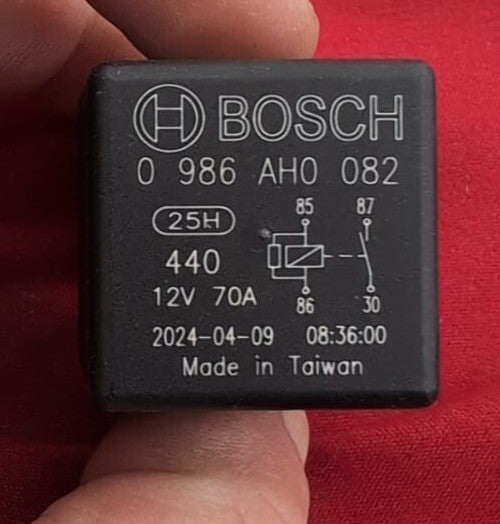 BOSCH
0 986 AH0 082
25H
85 87
440
12V 70A
86 30
2024-04-09 08:36:00
Made in Taiwan